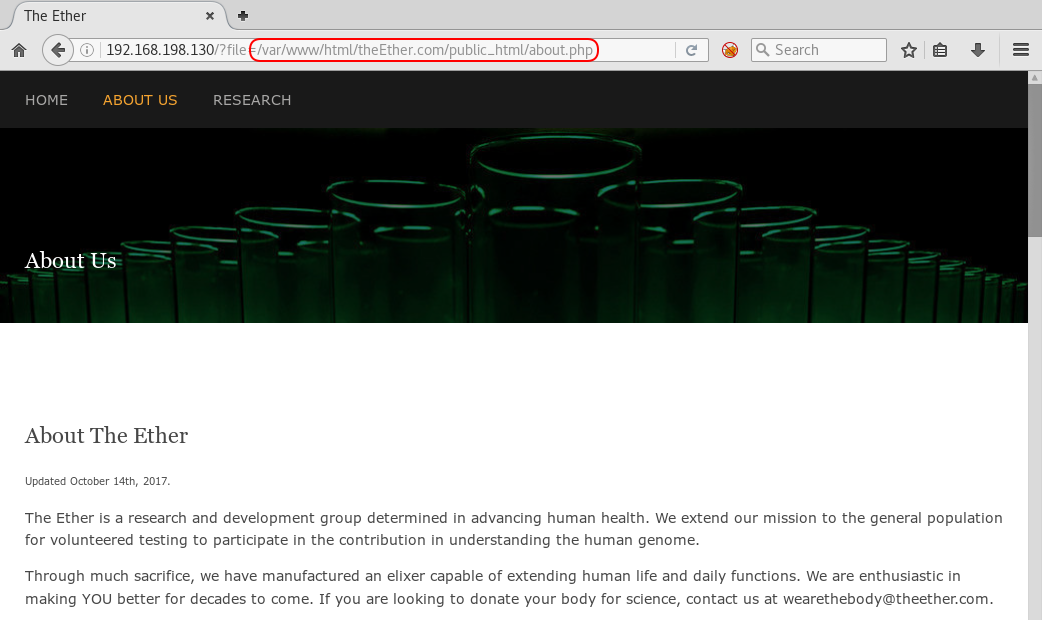 The Ether
192.168.198.130/?file=/var/www/html/theEther.com/public_html/about.php
Search
HOME ABOUT US RESEARCH
About Us
About The Ether
Updated October 14th, 2017.
The Ether is a research and development group determined in advancing human health. We extend our mission to the general population
for volunteered testing to participate in the contribution in understanding the human genome.
Through much sacrifice, we have manufactured an elixer capable of extending human life and daily functions. We are enthusiastic in
making YOU better for decades to come. If you are looking to donate your body for science, contact us at wearethebody@theether.com.